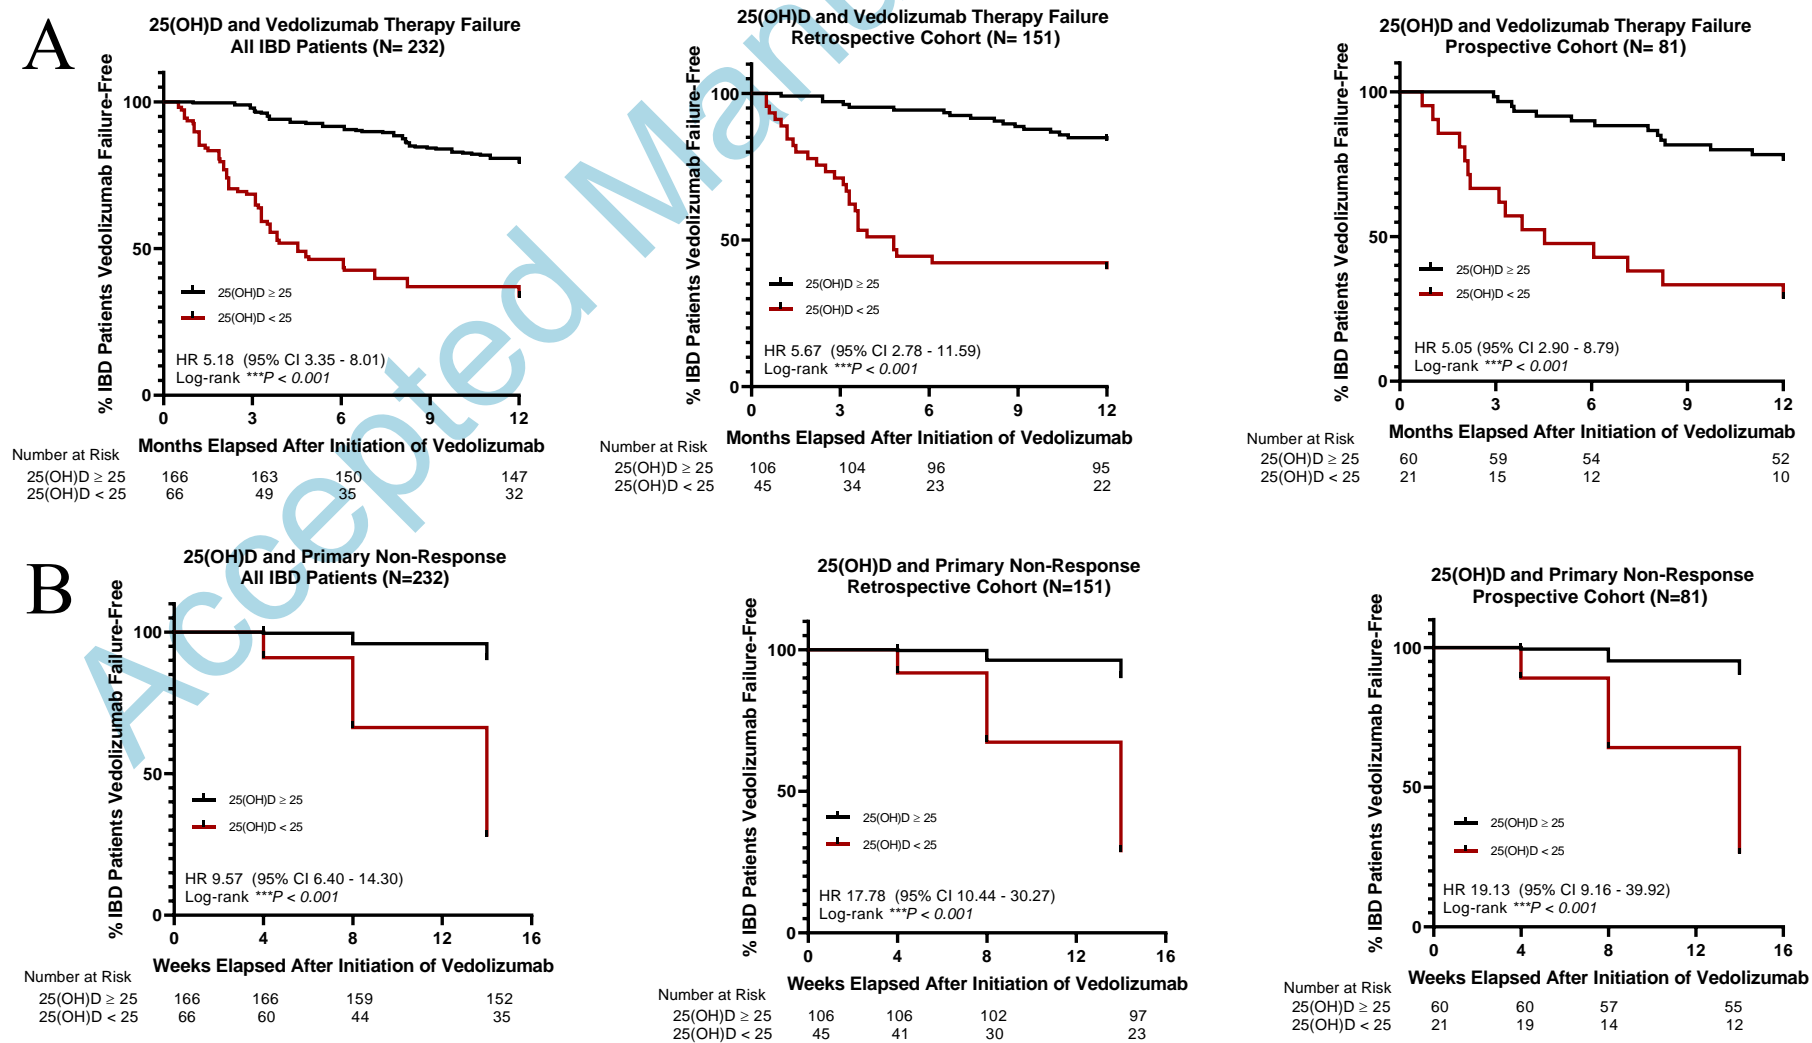 A
25(OH)D and Vedolizumab Therapy Failure
All IBD Patients (N= 232)
% IBD Patients Vedolizumab Failure-Free
100
50
0
25(OH)D ≥ 25
25(OH)D < 25
HR 5.18 (95% CI 3.35 - 8.01)
Log-rank ***P < 0.001
0 3 6 9 12
Months Elapsed After Initiation of Vedolizumab
Number at Risk
25(OH)D ≥ 25 166 163 150 147
25(OH)D < 25 66 49 35 32
25(OH)D and Vedolizumab Therapy Failure
Retrospective Cohort (N= 151)
% IBD Patients Vedolizumab Failure-Free
100
50
0
25(OH)D ≥ 25
25(OH)D < 25
HR 5.67 (95% CI 2.78 - 11.59)
Log-rank ***P < 0.001
0 3 6 9 12
Months Elapsed After Initiation of Vedolizumab
Number at Risk
25(OH)D ≥ 25 106 104 96 95
25(OH)D < 25 45 34 23 22
25(OH)D and Vedolizumab Therapy Failure
Prospective Cohort (N= 81)
% IBD Patients Vedolizumab Failure-Free
100
50
0
25(OH)D ≥ 25
25(OH)D < 25
HR 5.05 (95% CI 2.90 - 8.79)
Log-rank ***P < 0.001
0 3 6 9 12
Months Elapsed After Initiation of Vedolizumab
Number at Risk
25(OH)D ≥ 25 60 59 54 52
25(OH)D < 25 21 15 12 10
B
25(OH)D and Primary Non-Response
All IBD Patients (N=232)
% IBD Patients Vedolizumab Failure-Free
100
50
0
25(OH)D ≥ 25
25(OH)D < 25
HR 9.57 (95% CI 6.40 - 14.30)
Log-rank ***P < 0.001
0 4 8 12 16
Weeks Elapsed After Initiation of Vedolizumab
Number at Risk
25(OH)D ≥ 25 166 166 159 152
25(OH)D < 25 66 60 44 35
25(OH)D and Primary Non-Response
Retrospective Cohort (N=151)
% IBD Patients Vedolizumab Failure-Free
100
50
0
25(OH)D ≥ 25
25(OH)D < 25
HR 17.78 (95% CI 10.44 - 30.27)
Log-rank ***P < 0.001
0 4 8 12 16
Weeks Elapsed After Initiation of Vedolizumab
Number at Risk
25(OH)D ≥ 25 106 106 102 97
25(OH)D < 25 45 41 30 23
25(OH)D and Primary Non-Response
Prospective Cohort (N=81)
% IBD Patients Vedolizumab Failure-Free
100
50
0
25(OH)D ≥ 25
25(OH)D < 25
HR 19.13 (95% CI 9.16 - 39.92)
Log-rank ***P < 0.001
0 4 8 12 16
Weeks Elapsed After Initiation of Vedolizumab
Number at Risk
25(OH)D ≥ 25 60 60 57 55
25(OH)D < 25 21 19 14 12
Accepted Manu